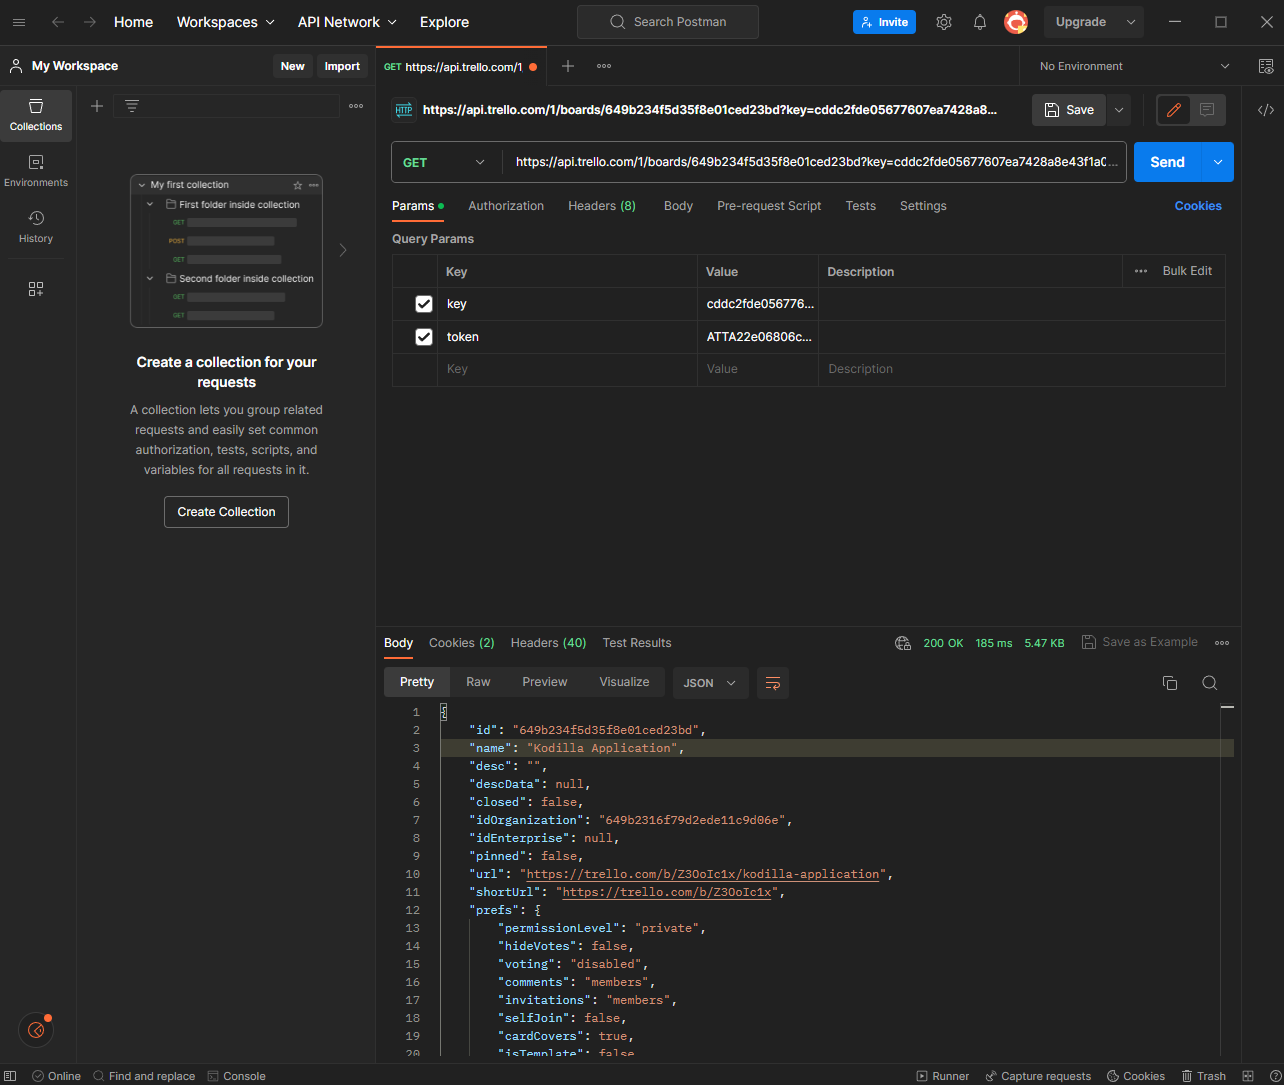 Home Workspaces API Network Explore Search Postman Invite Upgrade
My Workspace New Import GET https://api.trello.com/1 No Environment
Collections
Environments
History
My first collection
First folder inside collection
GET
POST
GET
Second folder inside collection
GET
GET
Create a collection for your
requests
A collection lets you group related
requests and easily set common
authorization, tests, scripts, and
variables for all requests in it.
Create Collection
HTTP https://api.trello.com/1/boards/649b234f5d35f8e01ced23bd?key=cddc2fde05677607ea7428a8... Save
GET https://api.trello.com/1/boards/649b234f5d35f8e01ced23bd?key=cddc2fde05677607ea7428a8e43f1a0... Send
Params Authorization Headers (8) Body Pre-request Script Tests Settings Cookies
Query Params
Key Value Description Bulk Edit
key cddc2fde056776...
token ATTA22e06806c...
Key Value Description
Body Cookies (2) Headers (40) Test Results 200 OK 185 ms 5.47 KB Save as Example
Pretty Raw Preview Visualize JSON
1 {
2 "id": "649b234f5d35f8e01ced23bd",
3 "name": "Kodilla Application",
4 "desc": "",
5 "descData": null,
6 "closed": false,
7 "idOrganization": "649b2316f79d2ede11c9d06e",
8 "idEnterprise": null,
9 "pinned": false,
10 "url": "https://trello.com/b/Z3OoIc1x/kodilla-application",
11 "shortUrl": "https://trello.com/b/Z3OoIc1x",
12 "prefs": {
13 "permissionLevel": "private",
14 "hideVotes": false,
15 "voting": "disabled",
16 "comments": "members",
17 "invitations": "members",
18 "selfJoin": false,
19 "cardCovers": true,
20 "isTemplate": false
Online Find and replace Console Runner Capture requests Cookies Trash